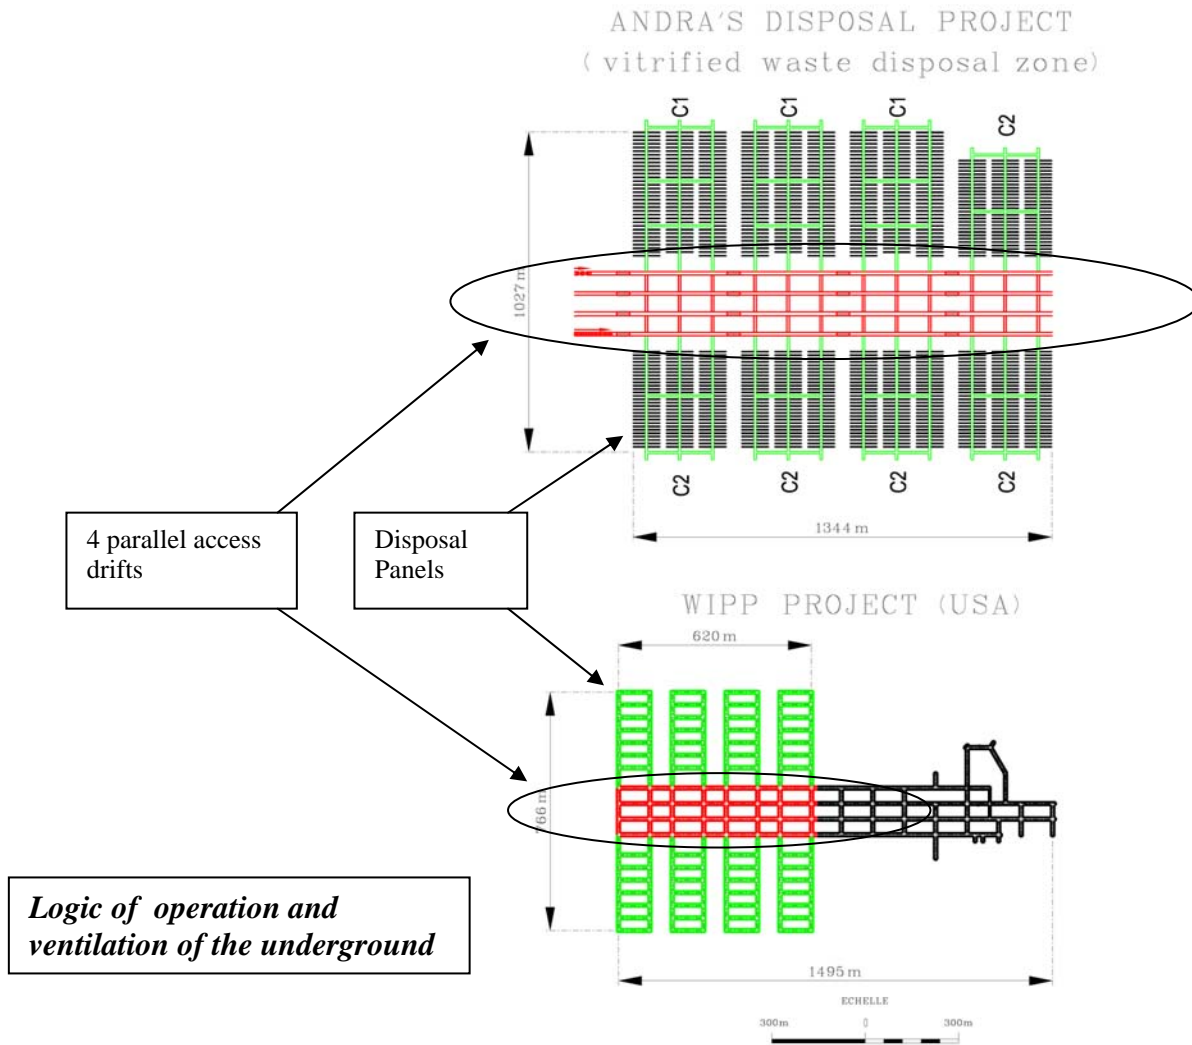 ANDRA'S DISPOSAL PROJECT
( vitrified waste disposal zone)
C1
C1
C1
C2
1027 m
C2
C2
C2
C2
1344 m
4 parallel access
drifts
Disposal
Panels
WIPP PROJECT (USA)
620 m
766 m
Logic of operation and
ventilation of the underground
1495 m
ECHELLE
300m 0 300m